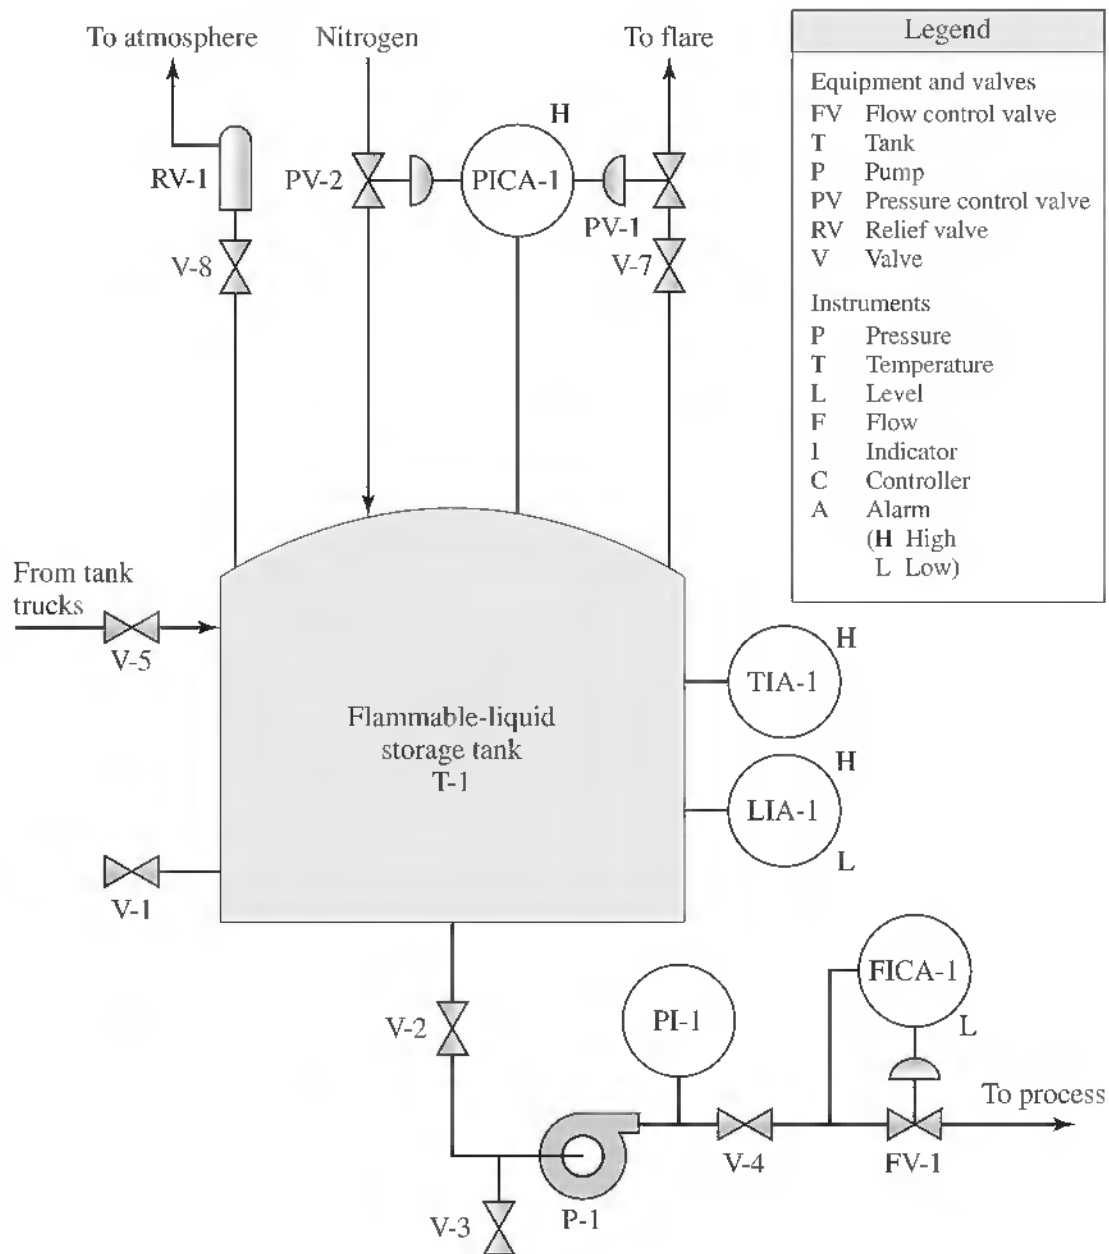 To atmosphere
Nitrogen
To flare
H
RV-1
PV-2
PICA-1
PV-1
V-8
V-7
Legend
Equipment and valves
FV Flow control valve
T Tank
P Pump
PV Pressure control valve
RV Relief valve
V Valve
Instruments
P Pressure
T Temperature
L Level
F Flow
I Indicator
C Controller
A Alarm
(H High
L Low)
From tank
trucks
V-5
H
TIA-1
Flammable-liquid
storage tank
T-1
H
LIA-1
L
V-1
FICA-1
L
V-2
PI-1
To process
V-4
FV-1
V-3
P-1